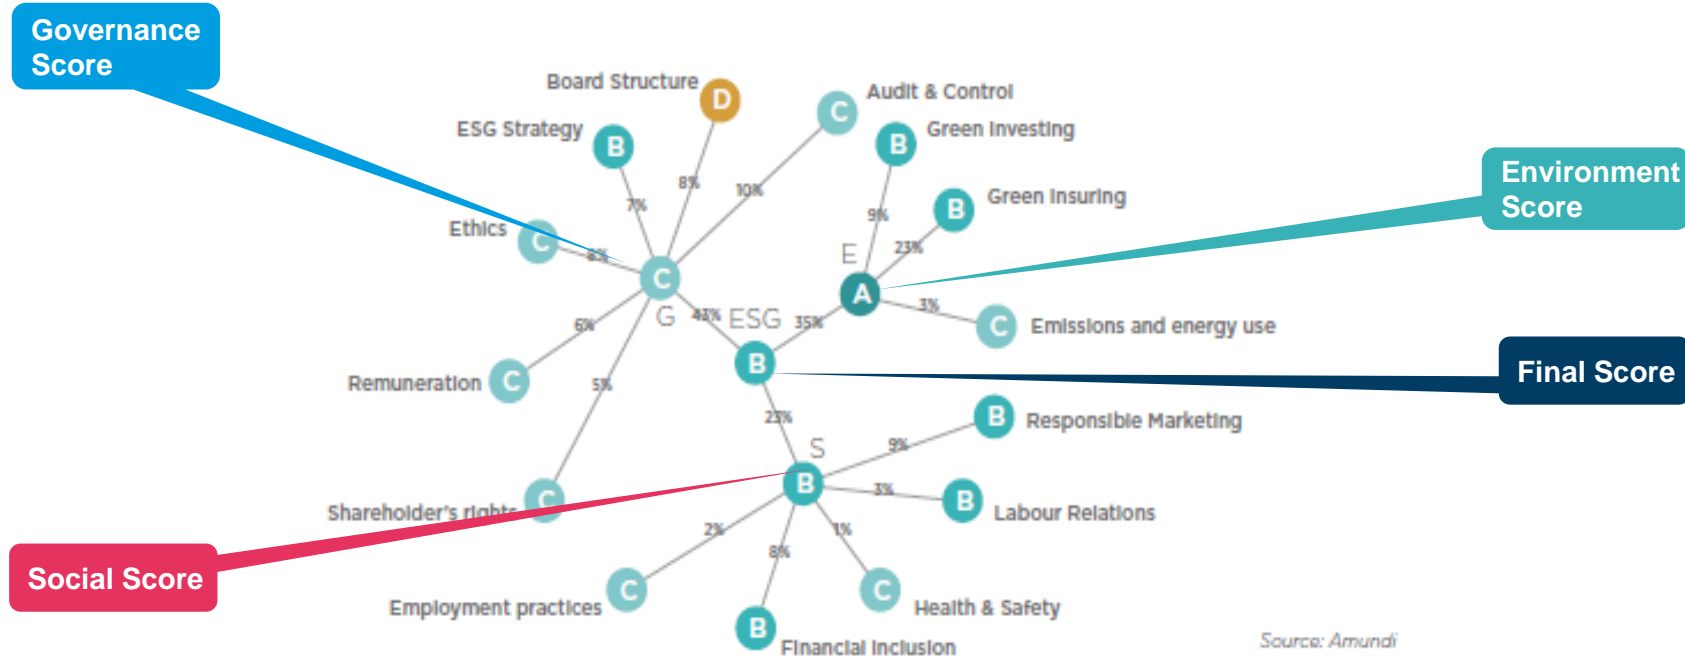 Governance
Score
Board Structure
D
C
Audit & Control
ESG Strategy
B
B
Green Investing
8%
10%
7%
Green Insuring
B
9%
Environment
Score
Ethics
C
8%
23%
E
C
A
3%
G
43%
ESG
35%
C
Emissions and energy use
6%
B
Final Score
Remuneration
C
5%
23%
B
Responsible Marketing
9%
S
B
3%
B
Labour Relations
Shareholder's rights
C
2%
1%
8%
Social Score
Employment practices
C
C
Health & Safety
B
Financial Inclusion
Source: Amundi